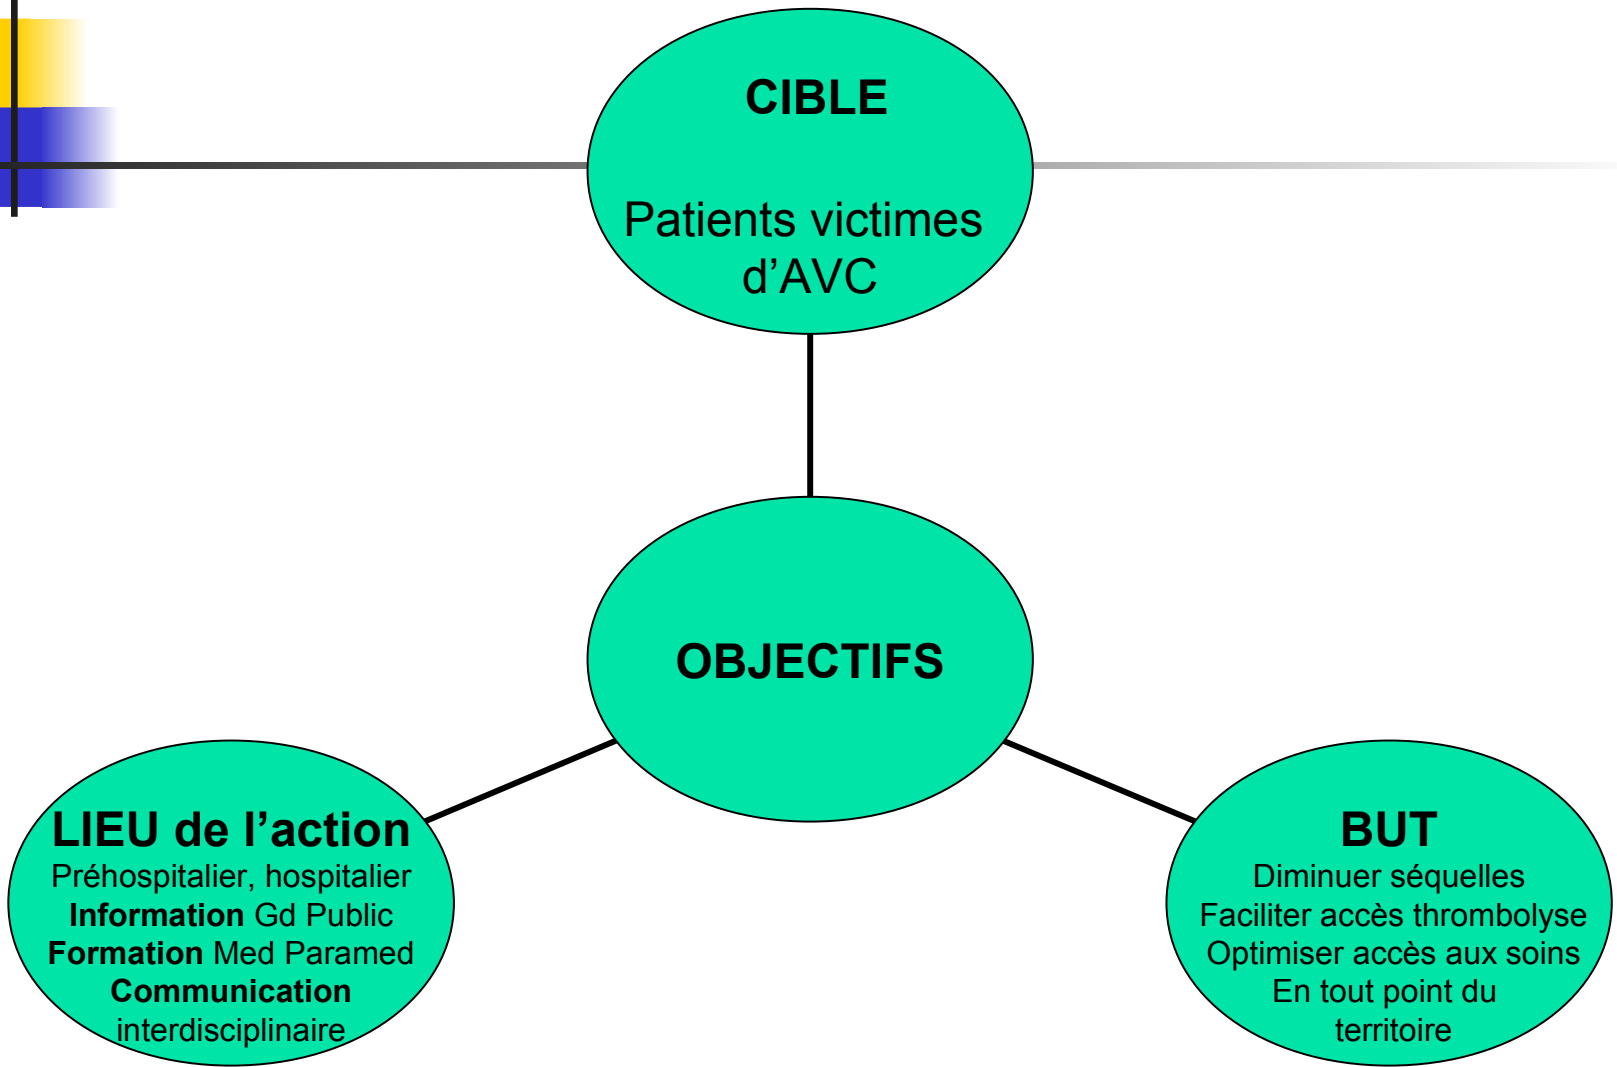 CIBLE
Patients victimes
d’AVC
OBJECTIFS
LIEU de l’action
Préhospitalier, hospitalier
Information Gd Public
Formation Med Paramed
Communication
interdisciplinaire
BUT
Diminuer séquelles
Faciliter accès thrombolyse
Optimiser accès aux soins
En tout point du
territoire